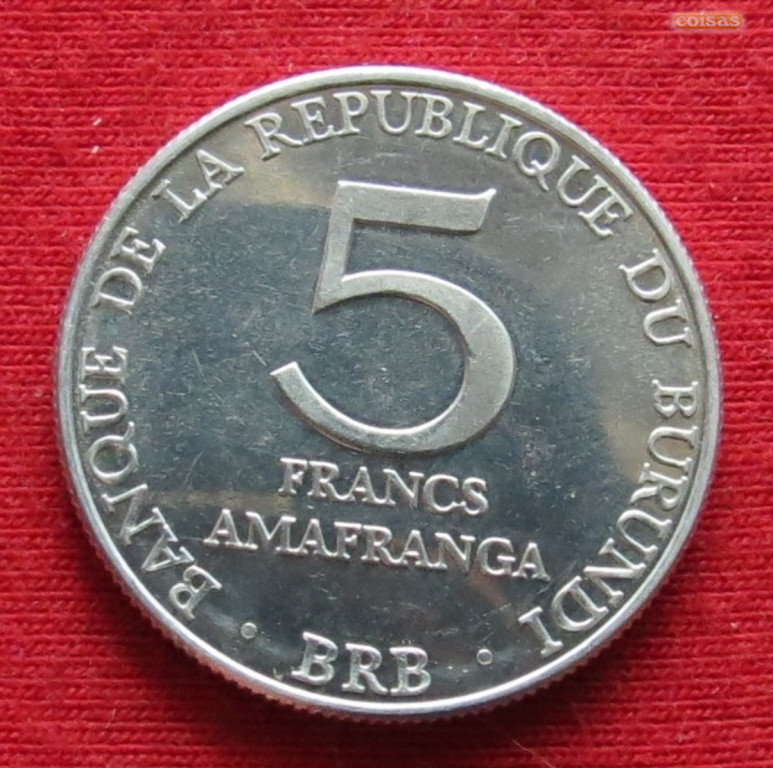 coisas
BANQUE DE LA REPUBLIQUE DU BURUNDI
5
FRANCS
AMAFRANGA
• BRB •